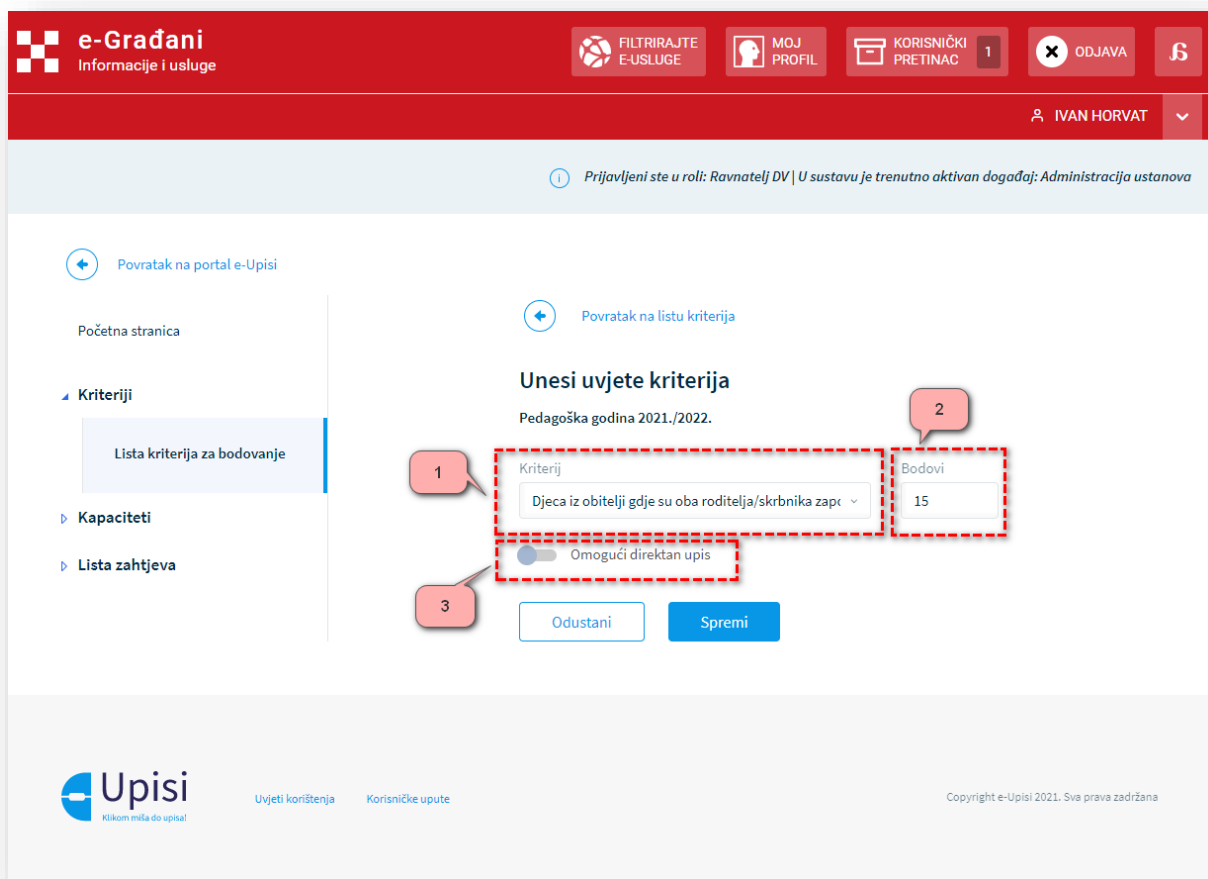 e-Građani
Informacije i usluge
FILTRIRAJTE
E-USLUGE
MOJ
PROFIL
KORISNIČKI
PRETINAC
1
ODJAVA
IVAN HORVAT
Prijavljeni ste u roli: Ravnatelj DV | U sustavu je trenutno aktivan događaj: Administracija ustanova
Povratak na portal e-Upisi
Početna stranica
Kriteriji
Lista kriterija za bodovanje
Kapaciteti
Lista zahtjeva
Povratak na listu kriterija
Unesi uvjete kriterija
Pedagoška godina 2021./2022.
1
Kriterij
Djeca iz obitelji gdje su oba roditelja/skrbnika zapo
2
Bodovi
15
3
Omogući direktan upis
Odustani
Spremi
Upisi
Klikom miša do upisa!
Uvjeti korištenja
Korisničke upute
Copyright e-Upisi 2021. Sva prava zadržana